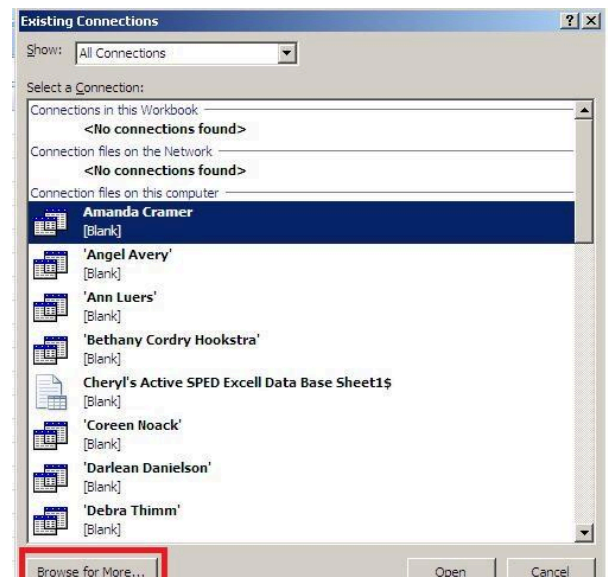 Existing Connections
Show: All Connections
Select a Connection:
Connections in this Workbook
<No connections found>
Connection files on the Network
<No connections found>
Connection files on this computer
Amanda Cramer
[Blank]
'Angel Avery'
[Blank]
'Ann Luers'
[Blank]
'Bethany Cordry Hookstra'
[Blank]
Cheryl's Active SPED Excell Data Base Sheet1$
[Blank]
'Coreen Noack'
[Blank]
'Darlean Danielson'
[Blank]
'Debra Thimm'
[Blank]
Browse for More... Open Cancel